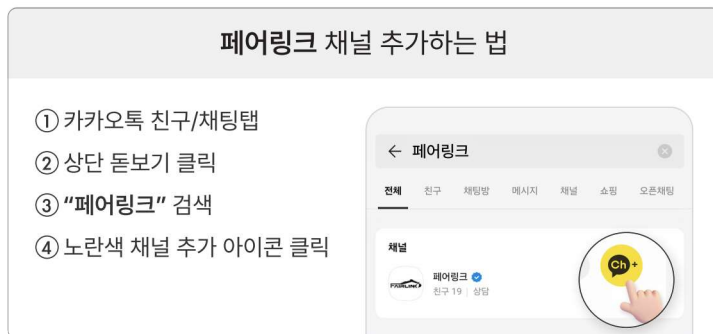 페어링크 채널 추가하는 법
① 카카오톡 친구/채팅탭
② 상단 돋보기 클릭
③ “페어링크” 검색
④ 노란색 채널 추가 아이콘 클릭
← 페어링크
전체 친구 채팅방 메시지 채널 쇼핑 오픈채팅
채널
FAIRLINK
페어링크
친구 19 | 상담
Ch+